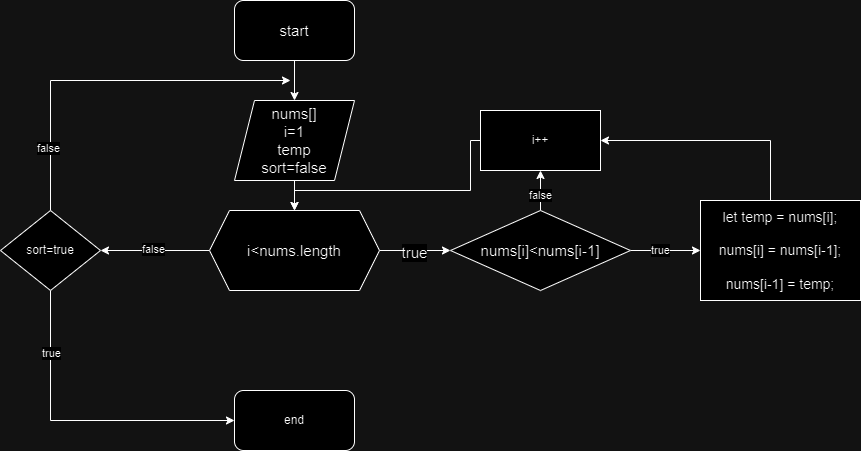 start
nums[]
i=1
temp
sort=false
i++
false
false
let temp = nums[i];
nums[i] = nums[i-1];
nums[i-1] = temp;
sort=true
false
i<nums.length
true
nums[i]<nums[i-1]
true
true
end